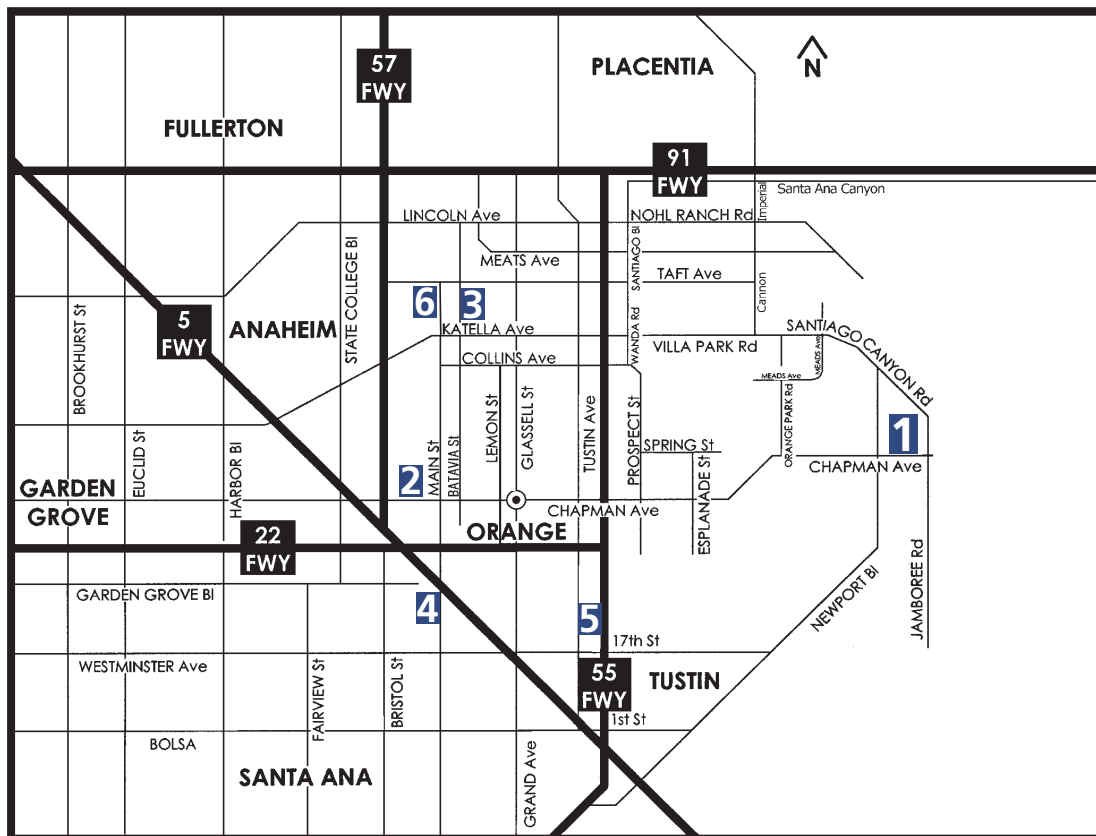 57
FWY
PLACENTIA
N
FULLERTON
91
FWY
Santa Ana Canyon
Imperial
LINCOLN Ave
NOHL RANCH Rd
STATE COLLEGE Bl
SANTIAGO Bl
MEATS Ave
TAFT Ave
Cannon
6
3
5
FWY
ANAHEIM
KATELLA Ave
BROOKHURST St
WANDA Rd
VILLA PARK Rd
SANTIAGO CANYON Rd
COLLINS Ave
MEADS Ave
MEADS Ave
ORANGE PARK Rd
1
EUCLID St
HARBOR Bl
MAIN St
BATAVIA St
LEMON St
GLASSELL St
TUSTIN Ave
PROSPECT St
SPRING St
ESPLANADE St
CHAPMAN Ave
2
GARDEN
GROVE
CHAPMAN Ave
ORANGE
22
FWY
GARDEN GROVE Bl
4
5
NEWPORT Bl
JAMBOREE Rd
17th St
WESTMINSTER Ave
FAIRVIEW St
BRISTOL St
55
FWY
TUSTIN
1st St
BOLSA
SANTA ANA
GRAND Ave